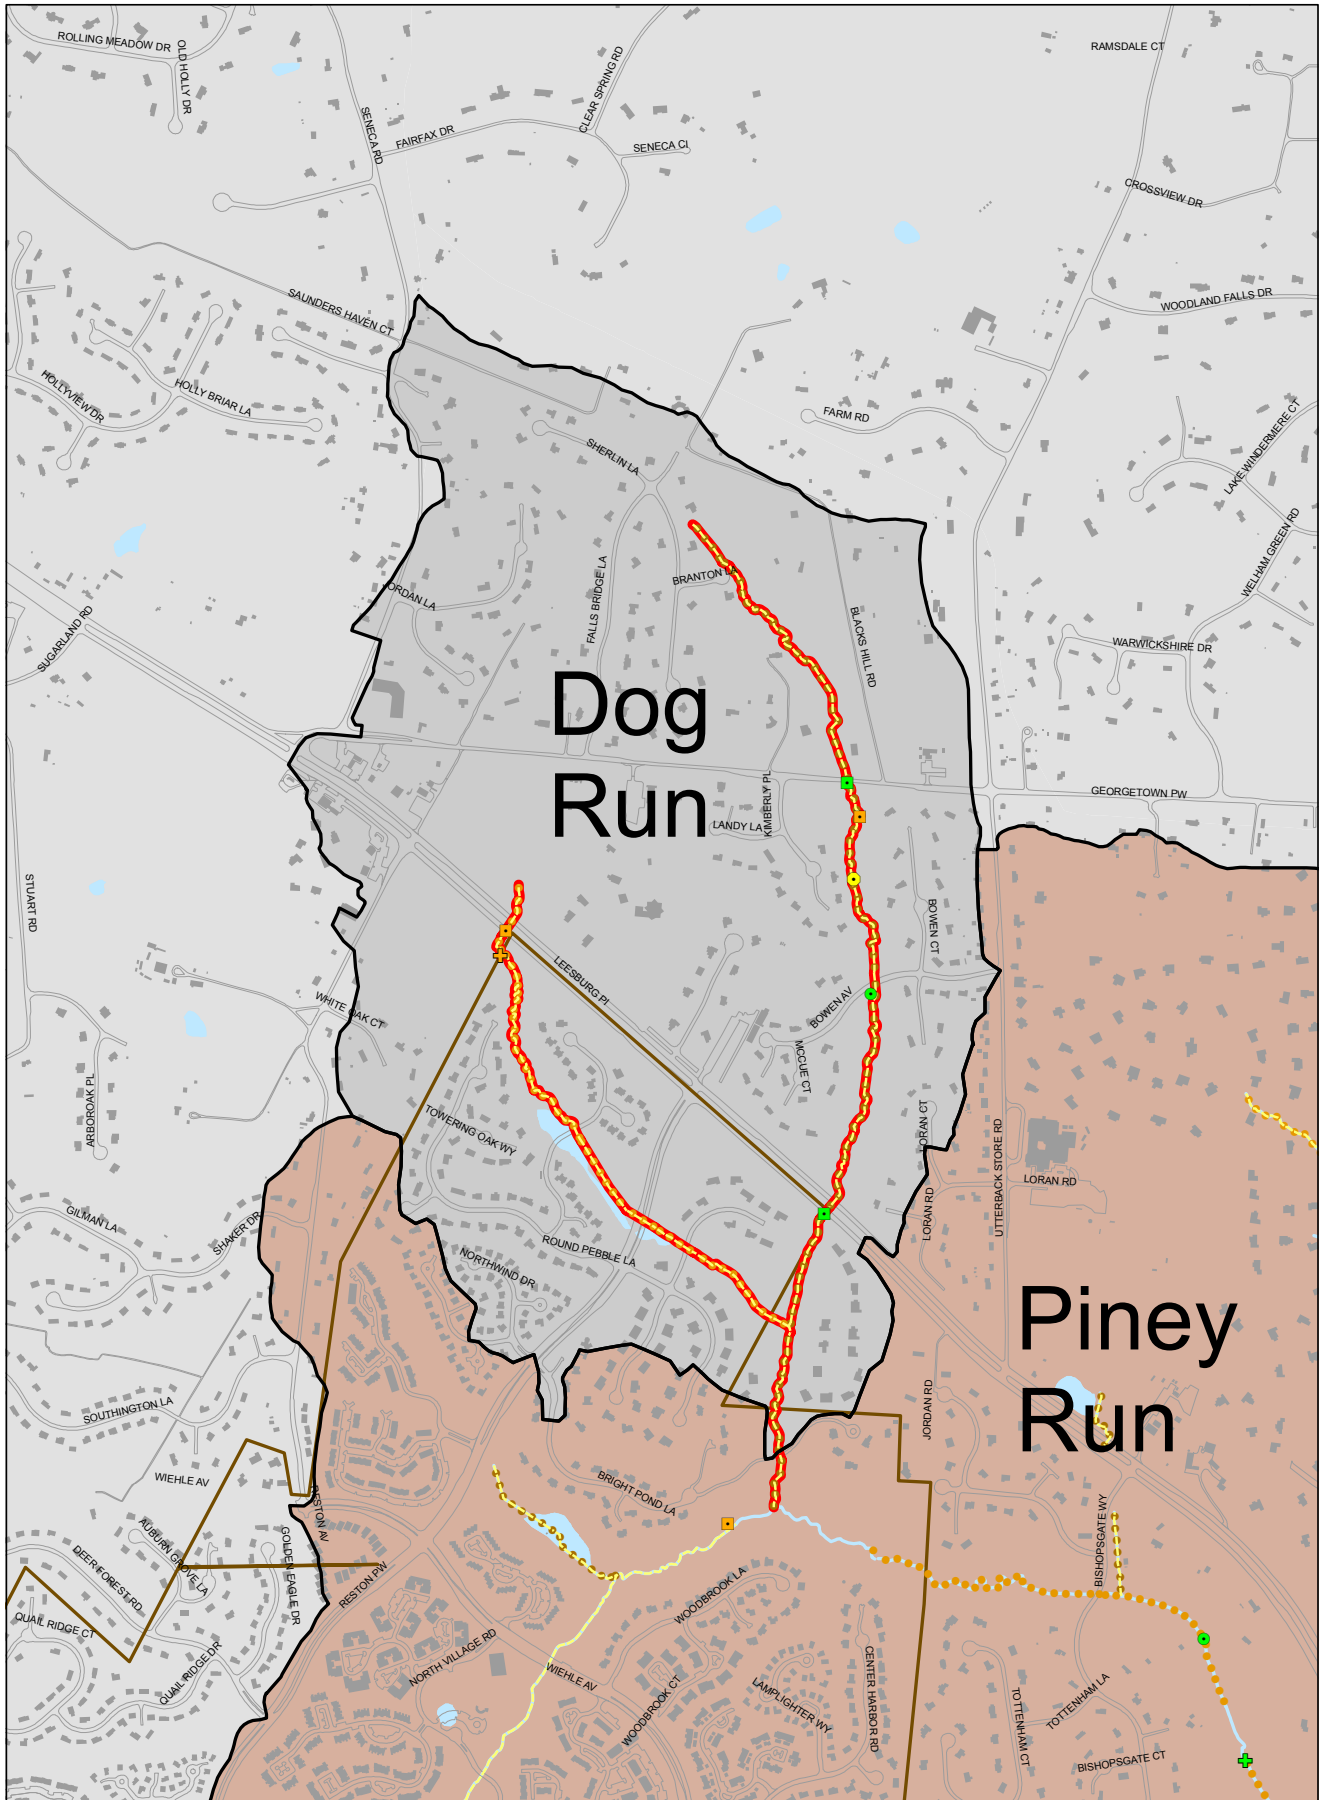 ROLLING MEADOW DR
OLD HOLLY DR
SENECA RD
FAIRFAX DR
CLEAR SPRING RD
SENECA CI
RAMSDALE CT
CROSSVIEW DR
WOODLAND FALLS DR
SAUNDERS HAVEN CT
HOLLYVIEW DR
HOLLY BRIAR LA
FARM RD
LAKE WINDERMERE CT
SHERLIN LA
WELHAM GREEN RD
BRANTON LA
JORDAN LA
FALLS BRIDGE LA
BLACKS HILL RD
SUGARLAND RD
WARWICKSHIRE DR
Dog
Run
GEORGETOWN PW
KIMBERLY PL
LANDY LA
STUART RD
BOWEN CT
LEESBURG PI
WHITE OAK CT
BOWEN AV
MCCUE CT
ARBOROAK PL
TOWERING OAK WY
LORAN CT
UTTERBACK STORE RD
LORAN RD
LORAN RD
GILMAN LA
SHAKER DR
ROUND PEBBLE LA
NORTHWIND DR
Piney
Run
SOUTHINGTON LA
JORDAN RD
WIEHLE AV
RESTON AV
BRIGHT POND LA
BISHOPSGATE WY
AUBURN GROVE LA
GOLDEN EAGLE DR
DEER FOREST RD
RESTON PW
WOODBROOK LA
QUAIL RIDGE CT
QUAIL RIDGE DR
NORTH VILLAGE RD
WIEHLE AV
WOODBROOK CT
LAMPLIGHTER WY
CENTER HARBOR RD
TOTTENHAM CT
TOTTENHAM LA
BISHOPSGATE CT